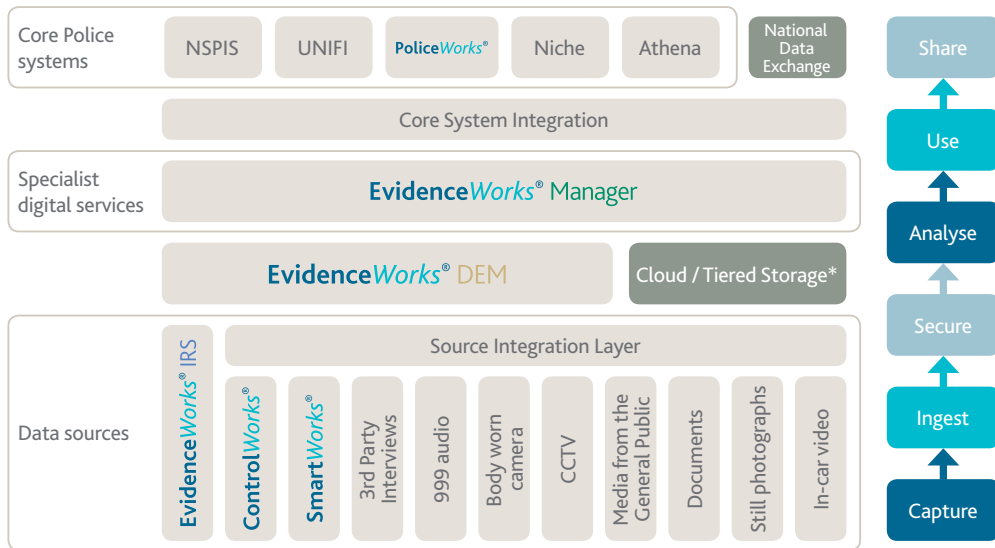 Core Police
systems
NSPIS
UNIFI
PoliceWorks®
Niche
Athena
National
Data
Exchange
Share
Core System Integration
Use
Specialist
digital services
EvidenceWorks® Manager
Analyse
EvidenceWorks® DEM
Cloud / Tiered Storage*
Secure
Data sources
EvidenceWorks® IRS
Source Integration Layer
ControlWorks®
SmartWorks®
3rd Party
Interviews
999 audio
Body worn
camera
CCTV
Media from the
General Public
Documents
Still photographs
In-car video
Ingest
Capture